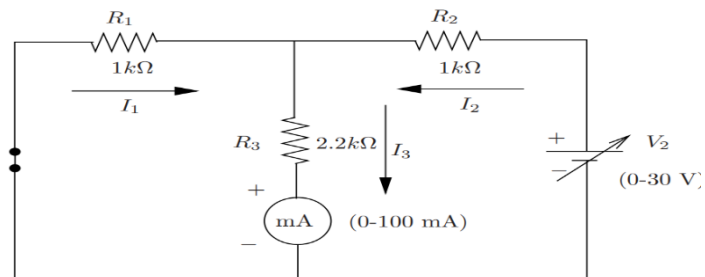 R₁
R₂
1kΩ
1kΩ
I₁
I₂
R₃
2.2kΩ
I₃
+
−
V₂
(0-30 V)
+
mA
(0-100 mA)
−